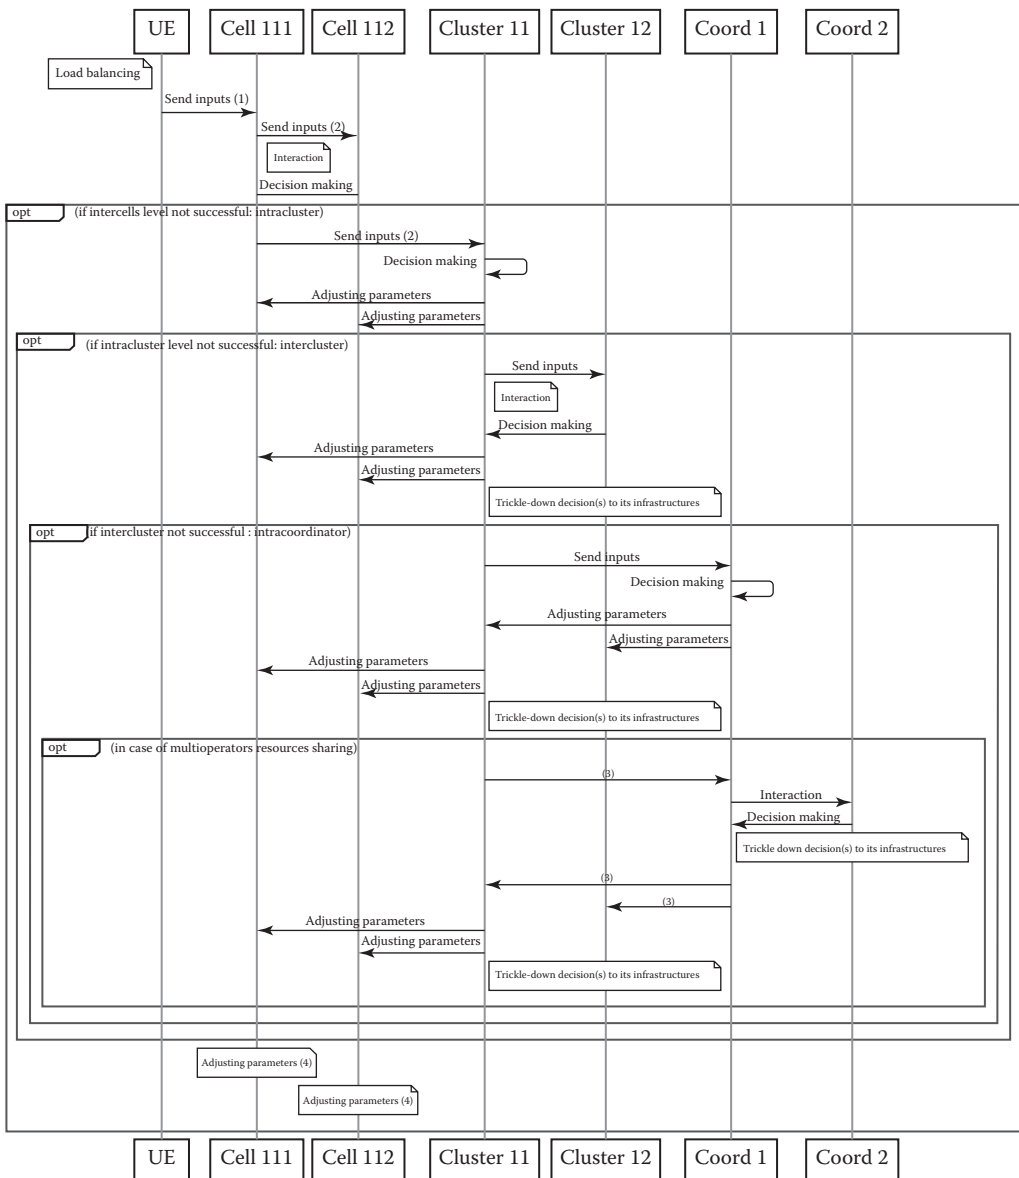 UE Cell 111 Cell 112 Cluster 11 Cluster 12 Coord 1 Coord 2
Load balancing
Send inputs (1)
Send inputs (2)
Interaction
Decision making
opt (if intercells level not successful: intracluster)
Send inputs (2)
Decision making
Adjusting parameters
Adjusting parameters
opt (if intracluster level not successful: intercluster)
Send inputs
Interaction
Decision making
Adjusting parameters
Adjusting parameters
Trickle-down decision(s) to its infrastructures
opt (if intercluster not successful : intracoordinator)
Send inputs
Decision making
Adjusting parameters
Adjusting parameters
Adjusting parameters
Adjusting parameters
Trickle-down decision(s) to its infrastructures
opt (in case of multioperators resources sharing)
(3)
Interaction
Decision making
Trickle down decision(s) to its infrastructures
(3)
(3)
Adjusting parameters
Adjusting parameters
Trickle-down decision(s) to its infrastructures
Adjusting parameters (4)
Adjusting parameters (4)
UE Cell 111 Cell 112 Cluster 11 Cluster 12 Coord 1 Coord 2